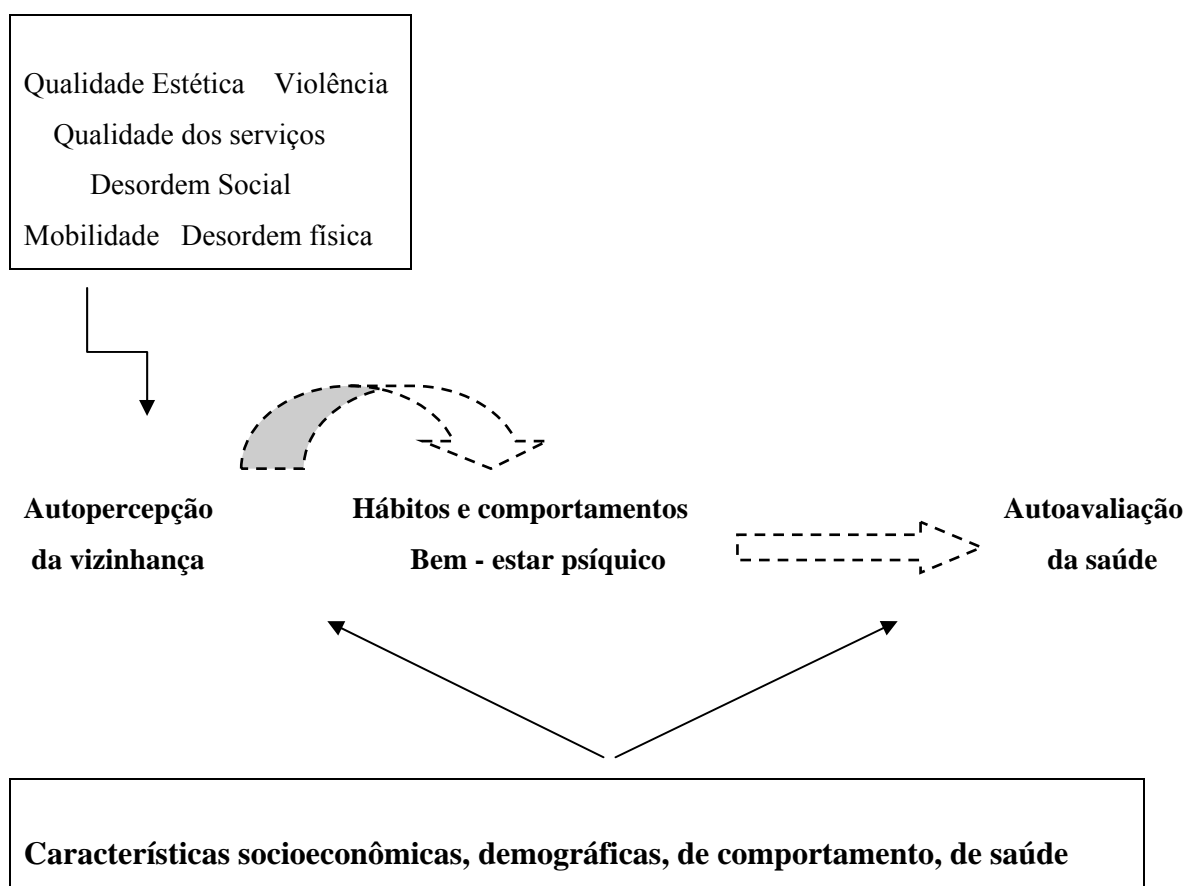 Qualidade Estética Violência
Qualidade dos serviços
Desordem Social
Mobilidade Desordem física
Autopercepção
da vizinhança
Hábitos e comportamentos
Bem - estar psíquico
Autoavaliação
da saúde
Características socioeconômicas, demográficas, de comportamento, de saúde